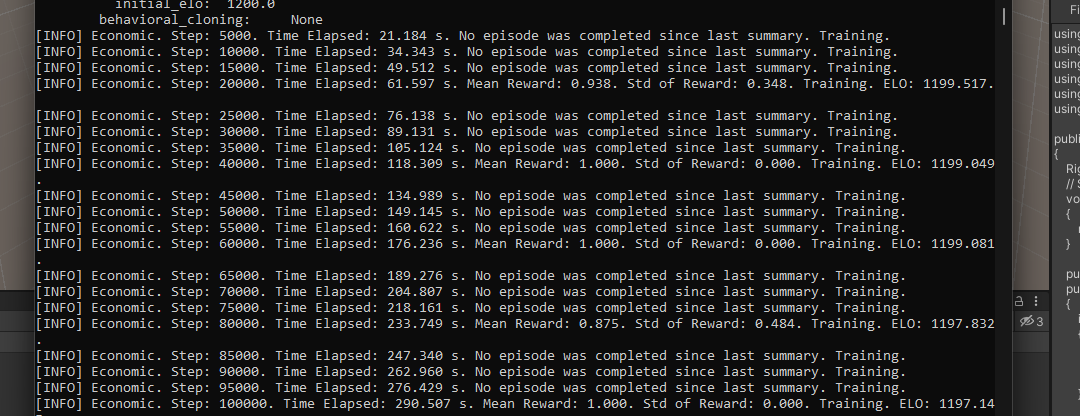 initial_elo: 1200.0
behavioral_cloning: None
[INFO] Economic. Step: 5000. Time Elapsed: 21.184 s. No episode was completed since last summary. Training.
[INFO] Economic. Step: 10000. Time Elapsed: 34.343 s. No episode was completed since last summary. Training.
[INFO] Economic. Step: 15000. Time Elapsed: 49.512 s. No episode was completed since last summary. Training.
[INFO] Economic. Step: 20000. Time Elapsed: 61.597 s. Mean Reward: 0.938. Std of Reward: 0.348. Training. ELO: 1199.517.
[INFO] Economic. Step: 25000. Time Elapsed: 76.138 s. No episode was completed since last summary. Training.
[INFO] Economic. Step: 30000. Time Elapsed: 89.131 s. No episode was completed since last summary. Training.
[INFO] Economic. Step: 35000. Time Elapsed: 105.124 s. No episode was completed since last summary. Training.
[INFO] Economic. Step: 40000. Time Elapsed: 118.309 s. Mean Reward: 1.000. Std of Reward: 0.000. Training. ELO: 1199.049
.
[INFO] Economic. Step: 45000. Time Elapsed: 134.989 s. No episode was completed since last summary. Training.
[INFO] Economic. Step: 50000. Time Elapsed: 149.145 s. No episode was completed since last summary. Training.
[INFO] Economic. Step: 55000. Time Elapsed: 160.622 s. No episode was completed since last summary. Training.
[INFO] Economic. Step: 60000. Time Elapsed: 176.236 s. Mean Reward: 1.000. Std of Reward: 0.000. Training. ELO: 1199.081
.
[INFO] Economic. Step: 65000. Time Elapsed: 189.276 s. No episode was completed since last summary. Training.
[INFO] Economic. Step: 70000. Time Elapsed: 204.807 s. No episode was completed since last summary. Training.
[INFO] Economic. Step: 75000. Time Elapsed: 218.161 s. No episode was completed since last summary. Training.
[INFO] Economic. Step: 80000. Time Elapsed: 233.749 s. Mean Reward: 0.875. Std of Reward: 0.484. Training. ELO: 1197.832
.
[INFO] Economic. Step: 85000. Time Elapsed: 247.340 s. No episode was completed since last summary. Training.
[INFO] Economic. Step: 90000. Time Elapsed: 262.960 s. No episode was completed since last summary. Training.
[INFO] Economic. Step: 95000. Time Elapsed: 276.429 s. No episode was completed since last summary. Training.
[INFO] Economic. Step: 100000. Time Elapsed: 290.507 s. Mean Reward: 1.000. Std of Reward: 0.000. Training. ELO: 1197.14
3
Fi
using
using
using
using
using
using
publi
{
Rig
// S
vo
{
}
pu
pu
{